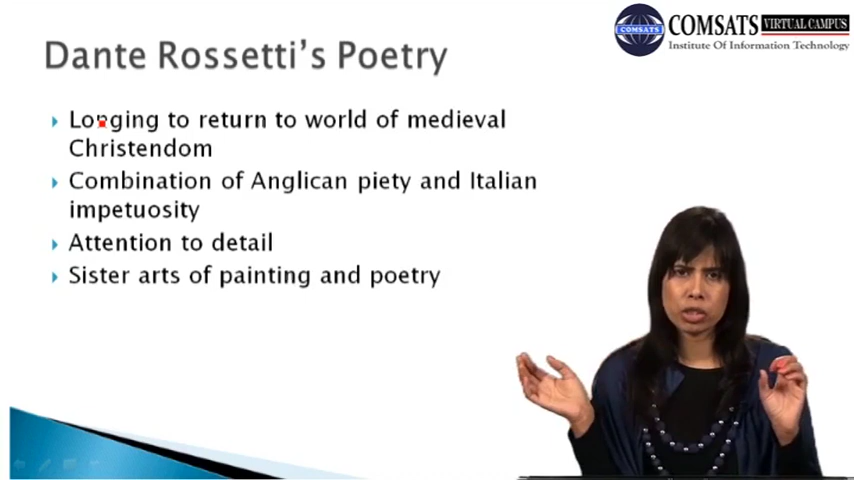 Dante Rossetti's Poetry
COMSATS VIRTUAL CAMPUS
Institute Of Information Technology
COMSATS
Longing to return to world of medieval
Christendom
Combination of Anglican piety and Italian
impetuosity
Attention to detail
Sister arts of painting and poetry